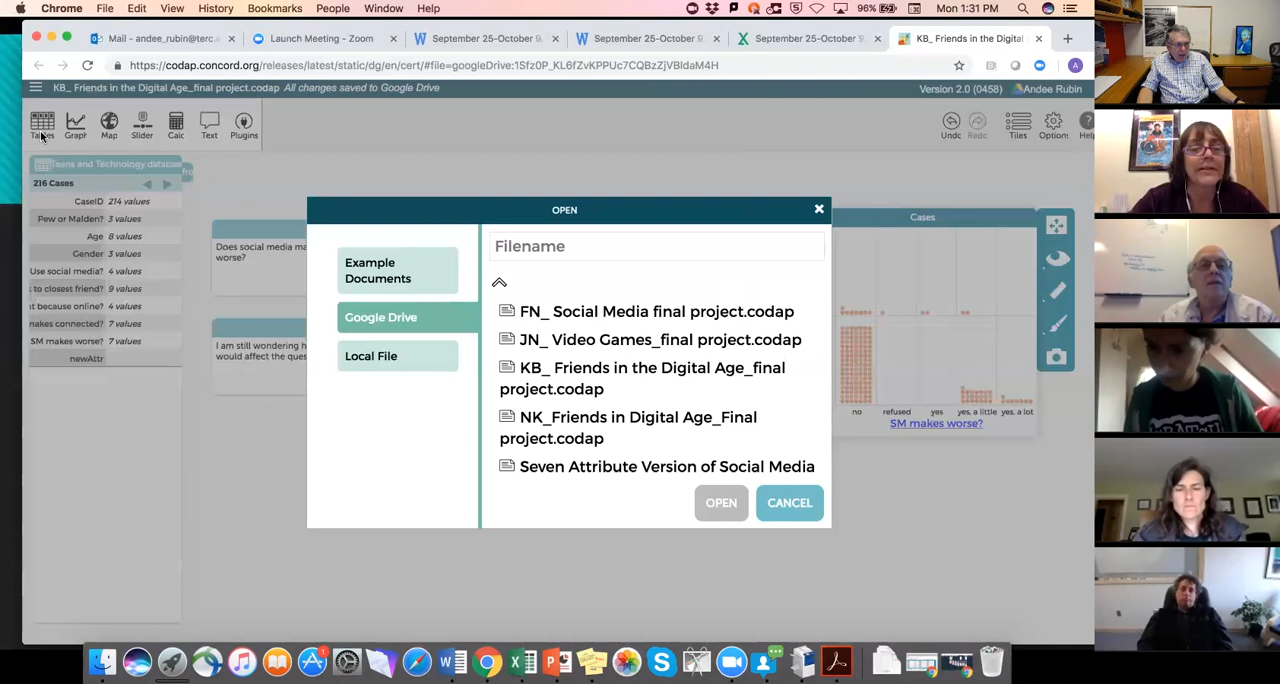 Chrome File Edit View History Bookmarks People Window Help 96% Mon 1:31 PM
Mail - andee_rubin@terc. Launch Meeting - Zoom September 25-October 9, September 25-October 9, September 25-October 9, KB_ Friends in the Digital
https://codap.concord.org/releases/latest/static/dg/en/cert/#file=googleDrive:1Sfz0P_KL6fZvKPPUc7CQBzZjVBIdaM4H A
KB_ Friends in the Digital Age_final project.codap All changes saved to Google Drive Version 2.0 (0458) Andee Rubin
Tables Graph Map Slider Calc Text Plugins Undo Redo Tiles Options Help
eens and Technology databas
216 Cases
CaseID 214 values
Pew or Malden? 3 values
Age 8 values
Gender 3 values
Use social media? 4 values
to closest friend? 9 values
t because online? 4 values
makes connected? 7 values
SM makes worse? 7 values
newAttr
Does social media ma
worse?
I am still wondering h
would affect the ques
OPEN
Example
Documents
Google Drive
Local File
Filename
FN_ Social Media final project.codap
JN_ Video Games_final project.codap
KB_ Friends in the Digital Age_final
project.codap
NK_Friends in Digital Age_Final
project.codap
Seven Attribute Version of Social Media
OPEN CANCEL
Cases
no refused yes yes, a little yes, a lot
SM makes worse?